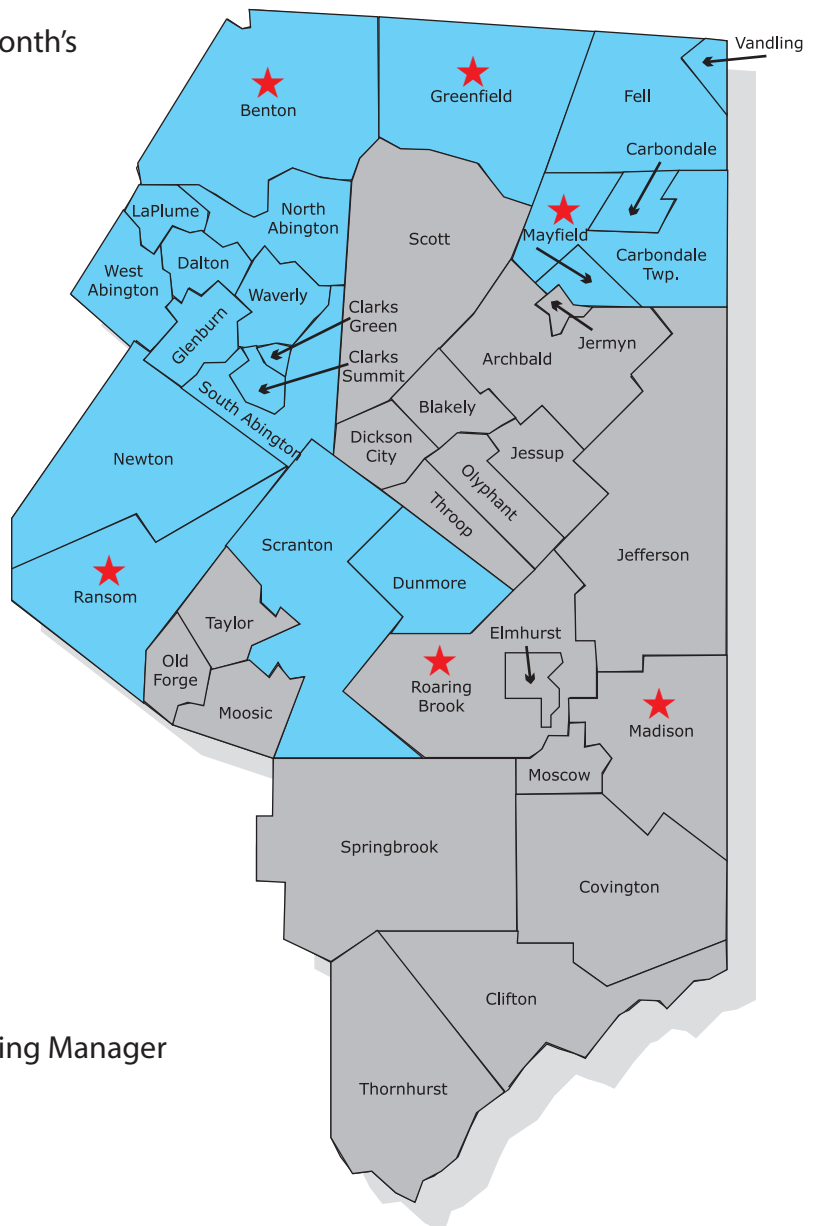 onth's
Vandling
Benton
Greenfield
Fell
Carbondale
LaPlume
North
Abington
Scott
Mayfield
Carbondale
Twp.
West
Abington
Dalton
Waverly
Clarks
Green
Glenburn
Clarks
Summit
Jermyn
Archbald
South Abington
Blakely
Dickson
City
Jessup
Olyphant
Throop
Newton
Scranton
Jefferson
Dunmore
Ransom
Taylor
Elmhurst
Old
Forge
Roaring
Brook
Moosic
Madison
Moscow
Springbrook
Covington
Clifton
ing Manager
Thornhurst